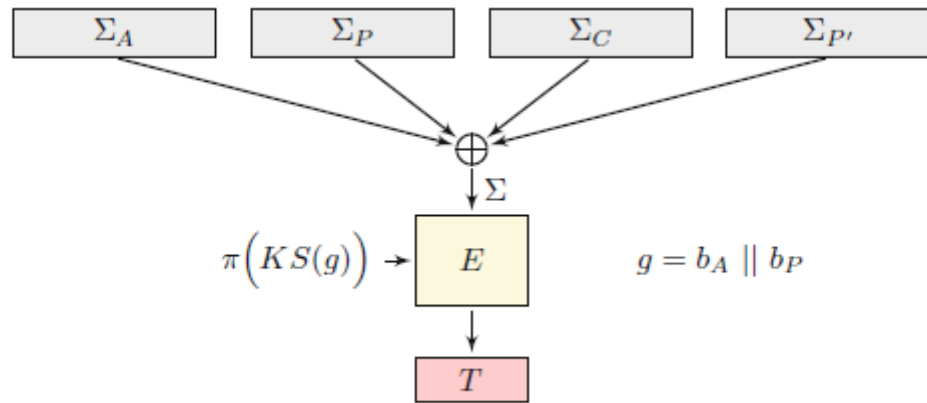 Σ_A Σ_P Σ_C Σ_{P'}
Σ
π(KS(g)) E g = b_A || b_P
T